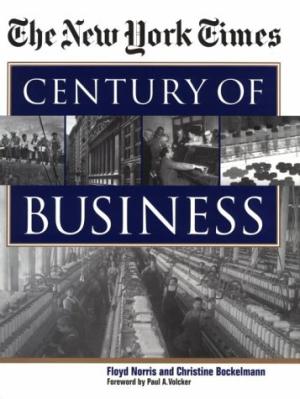 The New York Times
CENTURY OF
BUSINESS
Floyd Norris and Christine Bockelmann
Foreword by Paul A. Volcker